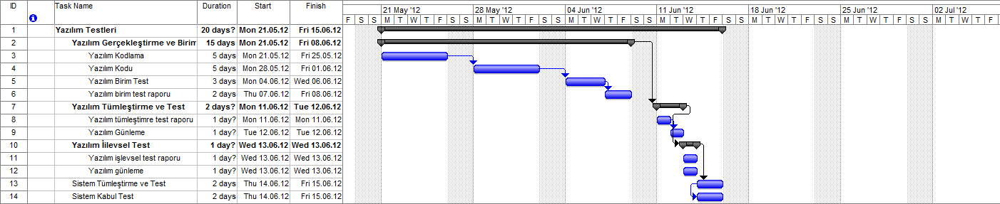 ID Task Name Duration Start Finish 21 May '12 28 May '12 04 Jun '12 11 Jun '12 18 Jun '12 25 Jun '12 02 Jul '12
F S S M T W T F S S M T W T F S S M T W T F S S M T W T F S S M T W T F S S M T W T F S S M T W T F
1 Yazılım Testleri 20 days? Mon 21.05.12 Fri 15.06.12
2 Yazılım Gerçekleştirme ve Birim 15 days Mon 21.05.12 Fri 08.06.12
3 Yazılım Kodlama 5 days Mon 21.05.12 Fri 25.05.12
4 Yazılım Kodu 5 days Mon 28.05.12 Fri 01.06.12
5 Yazılım Birim Test 3 days Mon 04.06.12 Wed 06.06.12
6 Yazılım birim test raporu 2 days Thu 07.06.12 Fri 08.06.12
7 Yazılım Tümleştirme ve Test 2 days? Mon 11.06.12 Tue 12.06.12
8 Yazılım tümleştimre test raporu 1 day? Mon 11.06.12 Mon 11.06.12
9 Yazılım Günleme 1 day? Tue 12.06.12 Tue 12.06.12
10 Yazılım İilevsel Test 1 day? Wed 13.06.12 Wed 13.06.12
11 Yazılım işlevsel test raporu 1 day? Wed 13.06.12 Wed 13.06.12
12 Yazılım günleme 1 day? Wed 13.06.12 Wed 13.06.12
13 Sistem Tümleştirme ve Test 2 days Thu 14.06.12 Fri 15.06.12
14 Sistem Kabul Test 2 days Thu 14.06.12 Fri 15.06.12